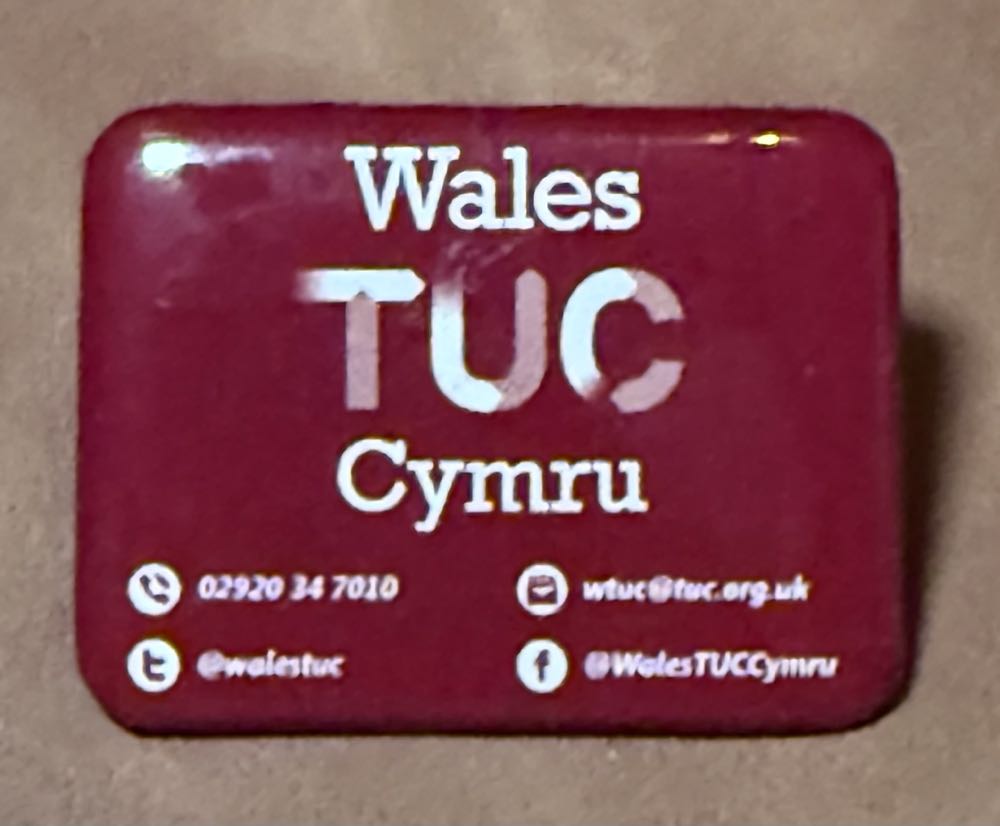 Wales
TUC
Cymru
02920 34 7010 wtuc@tuc.org.uk
@walestuc @WalesTUCCymru